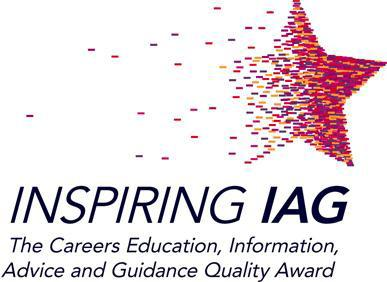 INSPIRING IAG
The Careers Education, Information,
Advice and Guidance Quality Award